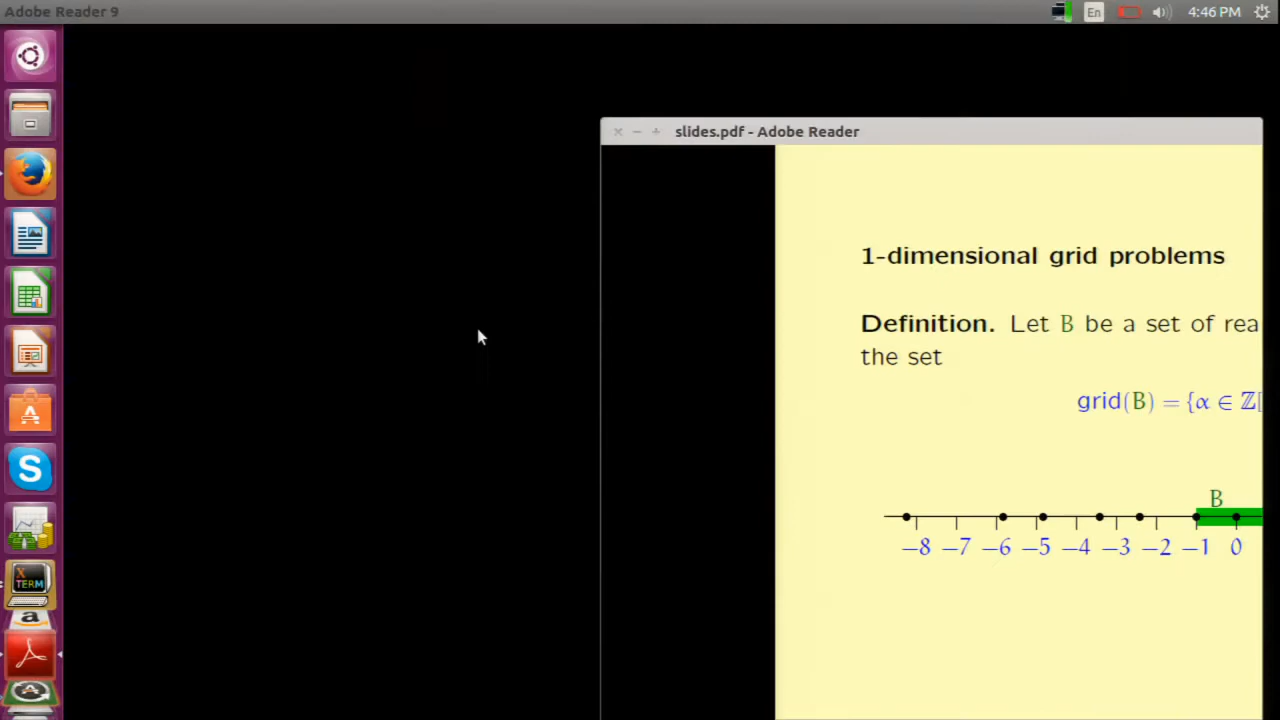 Adobe Reader 9
En
4:46 PM
slides.pdf - Adobe Reader
1-dimensional grid problems
Definition. Let B be a set of rea
the set
grid(B) = {α ∈ ℤ[
B
−8 −7 −6 −5 −4 −3 −2 −1 0
X
TERM